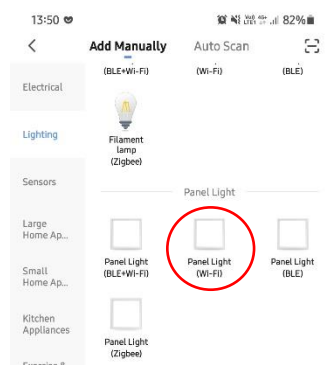 13:50 82%
Add Manually Auto Scan
(BLE+Wi-Fi) (Wi-Fi) (BLE)
Electrical
Filament
lamp
(Zigbee)
Lighting
Sensors
Panel Light
Large
Home Ap...
Panel Light
(BLE+Wi-Fi)
Panel Light
(Wi-Fi)
Panel Light
(BLE)
Small
Home Ap...
Kitchen
Appliances
Panel Light
(Zigbee)